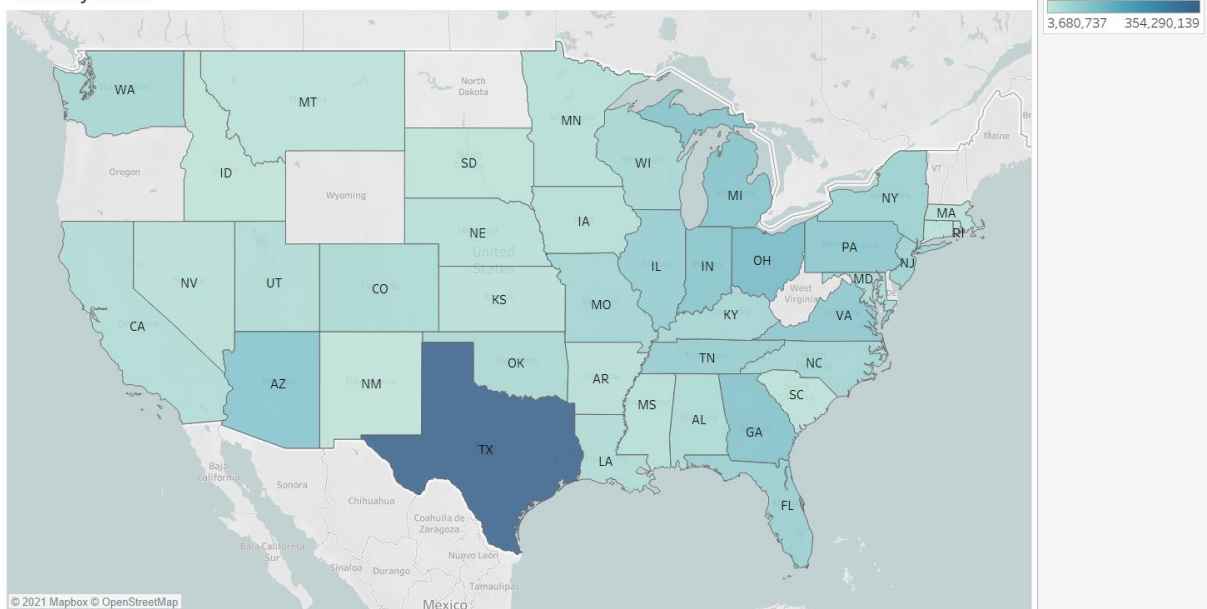 3,680,737 354,290,139
WA
MT
North
Dakota
MN
Maine
Oregon
ID
SD
WI
VT
Wyoming
MI
NY
MA
RI
IA
NE
United
States
NV
UT
CO
KS
IL
IN
OH
PA
NJ
MD
DE
West
Virginia
CA
MO
KY
VA
AZ
NM
OK
TN
NC
AR
SC
MS
AL
GA
TX
LA
FL
Baja
California
Sonora
Chihuahua
Coahuila de
Zaragoza
Baja California
Sur
Nuevo León
Sinaloa
Durango
Tamaulipas
Mexico
© 2021 Mapbox © OpenStreetMap